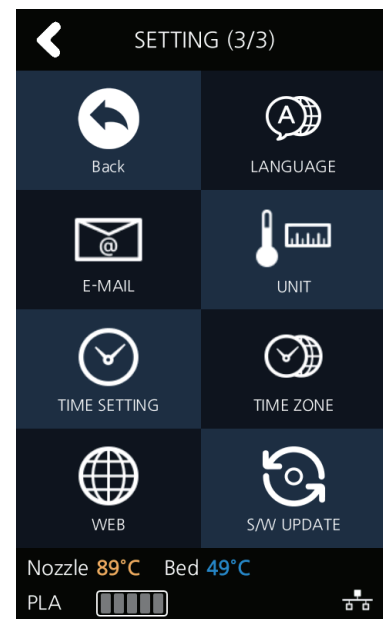 SETTING (3/3)
Back
A
LANGUAGE
@
E-MAIL
UNIT
TIME SETTING
TIME ZONE
WEB
S/W UPDATE
Nozzle 89°C Bed 49°C
PLA